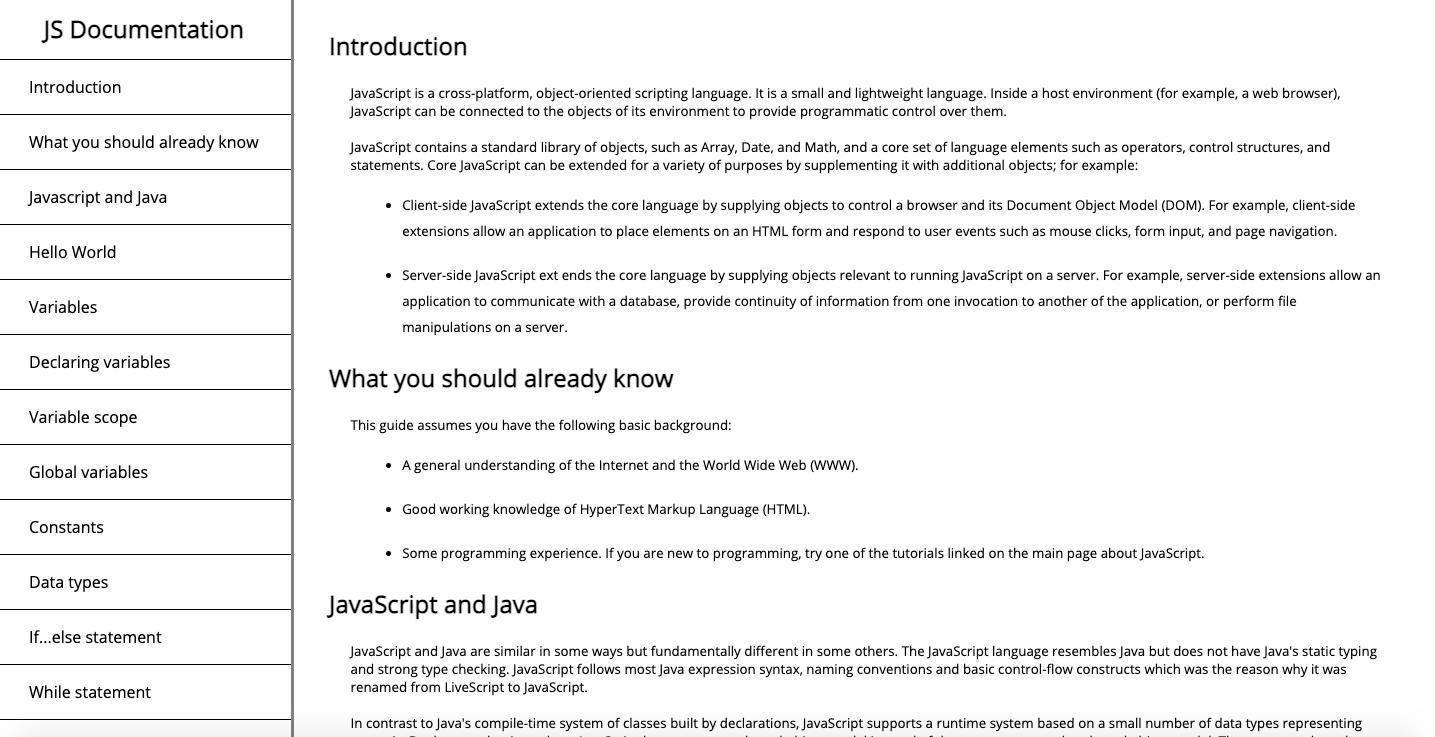 JS Documentation
Introduction
What you should already know
Javascript and Java
Hello World
Variables
Declaring variables
Variable scope
Global variables
Constants
Data types
If...else statement
While statement
Introduction
JavaScript is a cross-platform, object-oriented scripting language. It is a small and lightweight language. Inside a host environment (for example, a web browser),
JavaScript can be connected to the objects of its environment to provide programmatic control over them.
JavaScript contains a standard library of objects, such as Array, Date, and Math, and a core set of language elements such as operators, control structures, and
statements. Core JavaScript can be extended for a variety of purposes by supplementing it with additional objects; for example:
• Client-side JavaScript extends the core language by supplying objects to control a browser and its Document Object Model (DOM). For example, client-side
extensions allow an application to place elements on an HTML form and respond to user events such as mouse clicks, form input, and page navigation.
• Server-side JavaScript ext ends the core language by supplying objects relevant to running JavaScript on a server. For example, server-side extensions allow an
application to communicate with a database, provide continuity of information from one invocation to another of the application, or perform file
manipulations on a server.
What you should already know
This guide assumes you have the following basic background:
• A general understanding of the Internet and the World Wide Web (WWW).
• Good working knowledge of HyperText Markup Language (HTML).
• Some programming experience. If you are new to programming, try one of the tutorials linked on the main page about JavaScript.
JavaScript and Java
JavaScript and Java are similar in some ways but fundamentally different in some others. The JavaScript language resembles Java but does not have Java's static typing
and strong type checking. JavaScript follows most Java expression syntax, naming conventions and basic control-flow constructs which was the reason why it was
renamed from LiveScript to JavaScript.
In contrast to Java's compile-time system of classes built by declarations, JavaScript supports a runtime system based on a small number of data types representing